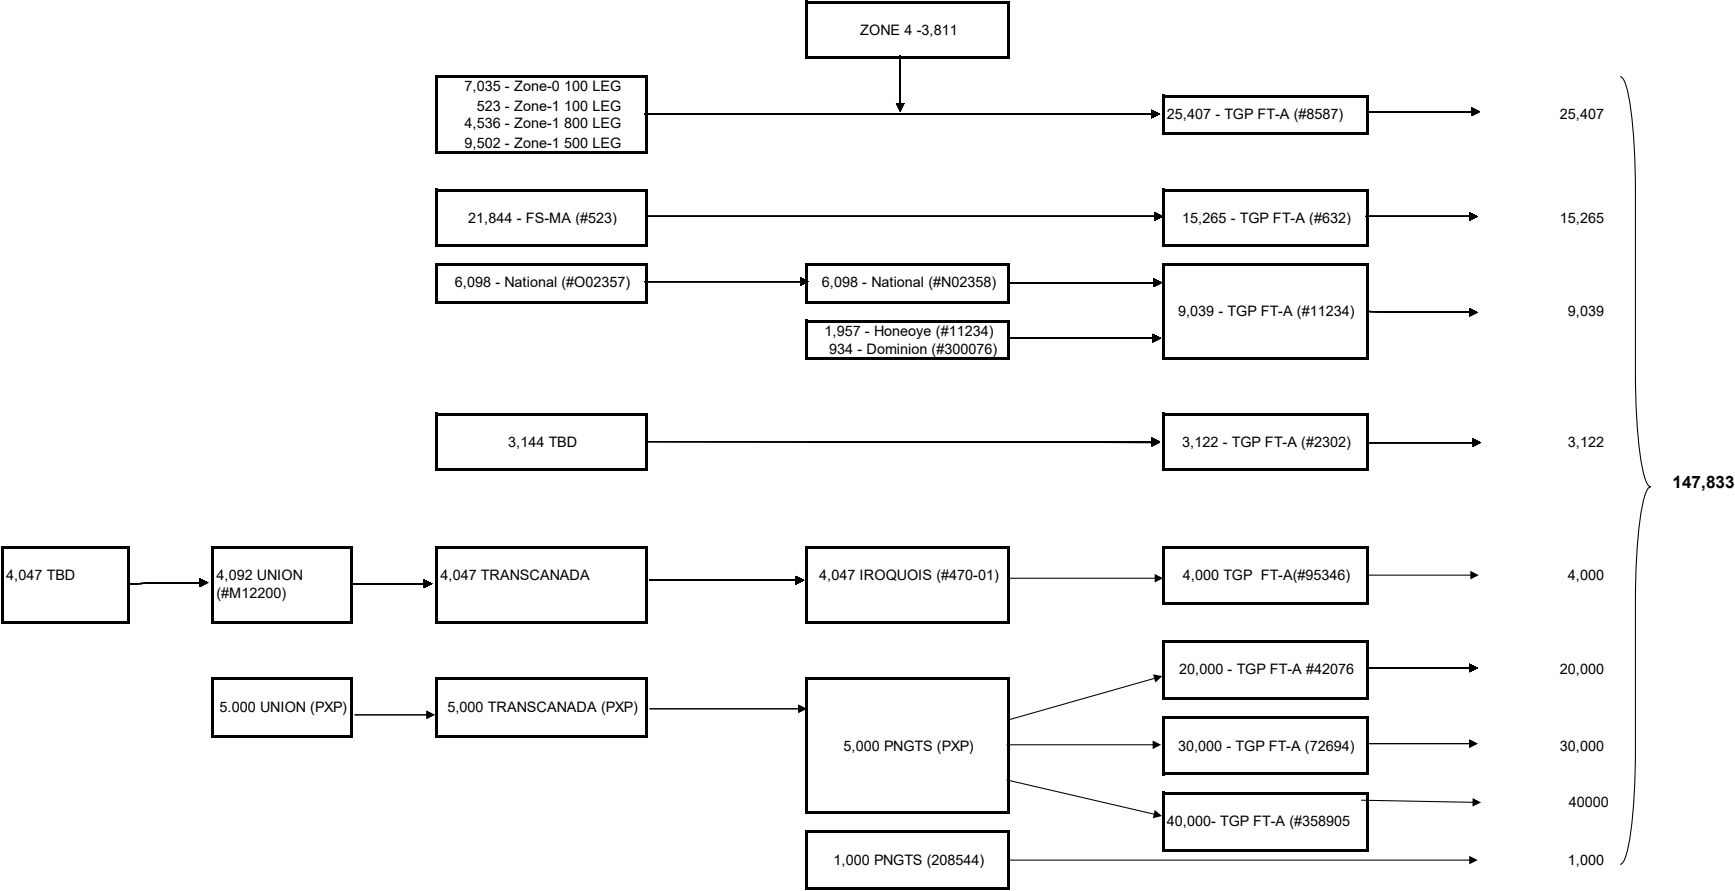 ZONE 4 -3,811
7,035 - Zone-0 100 LEG
523 - Zone-1 100 LEG
4,536 - Zone-1 800 LEG
9,502 - Zone-1 500 LEG
25,407 - TGP FT-A (#8587)
25,407
21,844 - FS-MA (#523)
15,265 - TGP FT-A (#632)
15,265
6,098 - National (#O02357)
6,098 - National (#N02358)
1,957 - Honeoye (#11234)
934 - Dominion (#300076)
9,039 - TGP FT-A (#11234)
9,039
3,144 TBD
3,122 - TGP FT-A (#2302)
3,122
147,833
4,047 TBD
4,092 UNION
(#M12200)
4,047 TRANSCANADA
4,047 IROQUOIS (#470-01)
4,000 TGP  FT-A(#95346)
4,000
5.000 UNION (PXP)
5,000 TRANSCANADA (PXP)
5,000 PNGTS (PXP)
20,000 - TGP FT-A #42076
20,000
30,000 - TGP FT-A (72694)
30,000
40,000- TGP FT-A (#358905
40000
1,000 PNGTS (208544)
1,000